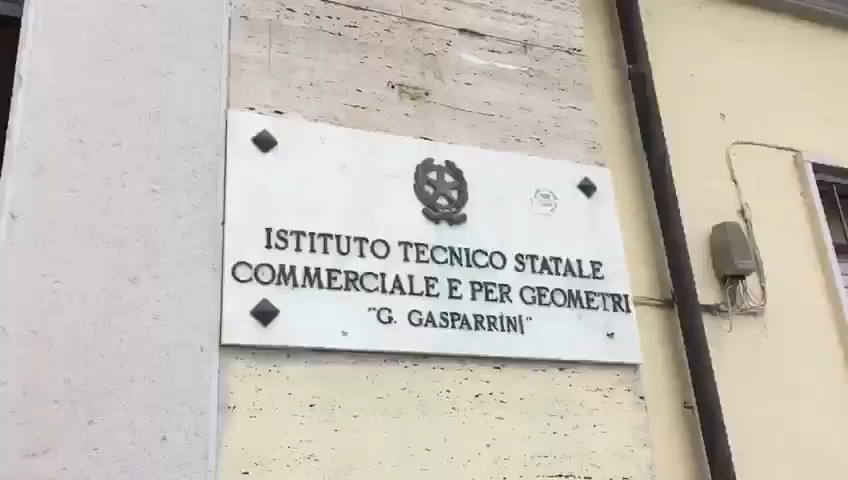 ISTITUTO TECNICO STATALE
COMMERCIALE E PER GEOMETRI
"G. GASPARRINI"